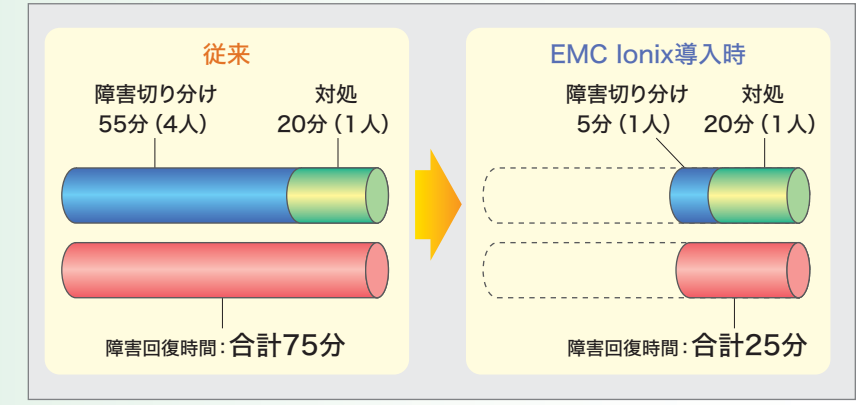 従来
障害切り分け
55分(4人)
対処
20分(1人)
障害回復時間:合計75分
EMC Ionix導入時
障害切り分け
5分(1人)
対処
20分(1人)
障害回復時間:合計25分